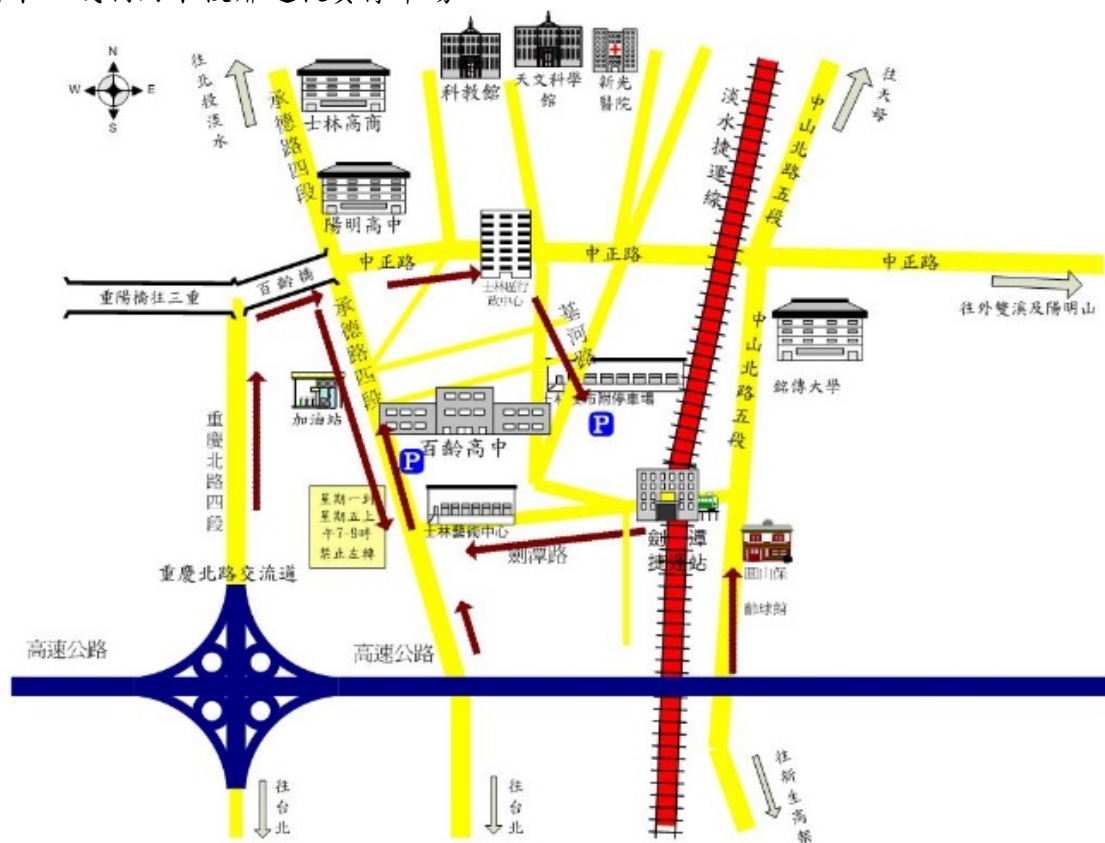 N
W
E
S
往北投淡水
承德路四段
士林高商
科教館
天文科學館
新光醫院
淡水捷運線
中山北路五段
往天母
陽明高中
中正路
士林區行政中心
中正路
中正路
往外雙溪及陽明山
百齡橋
重陽橋往三重
承德路四段
基河路
中山北路五段
銘傳大學
停車場
P
加油站
百齡高中
P
重慶北路四段
星期一到
星期五上
午7-9時
禁止左轉
士林藝術中心
劍潭路
劍潭
捷運站
圓山保
齡球館
重慶北路交流道
高速公路
高速公路
往台北
往台北
往新生高架